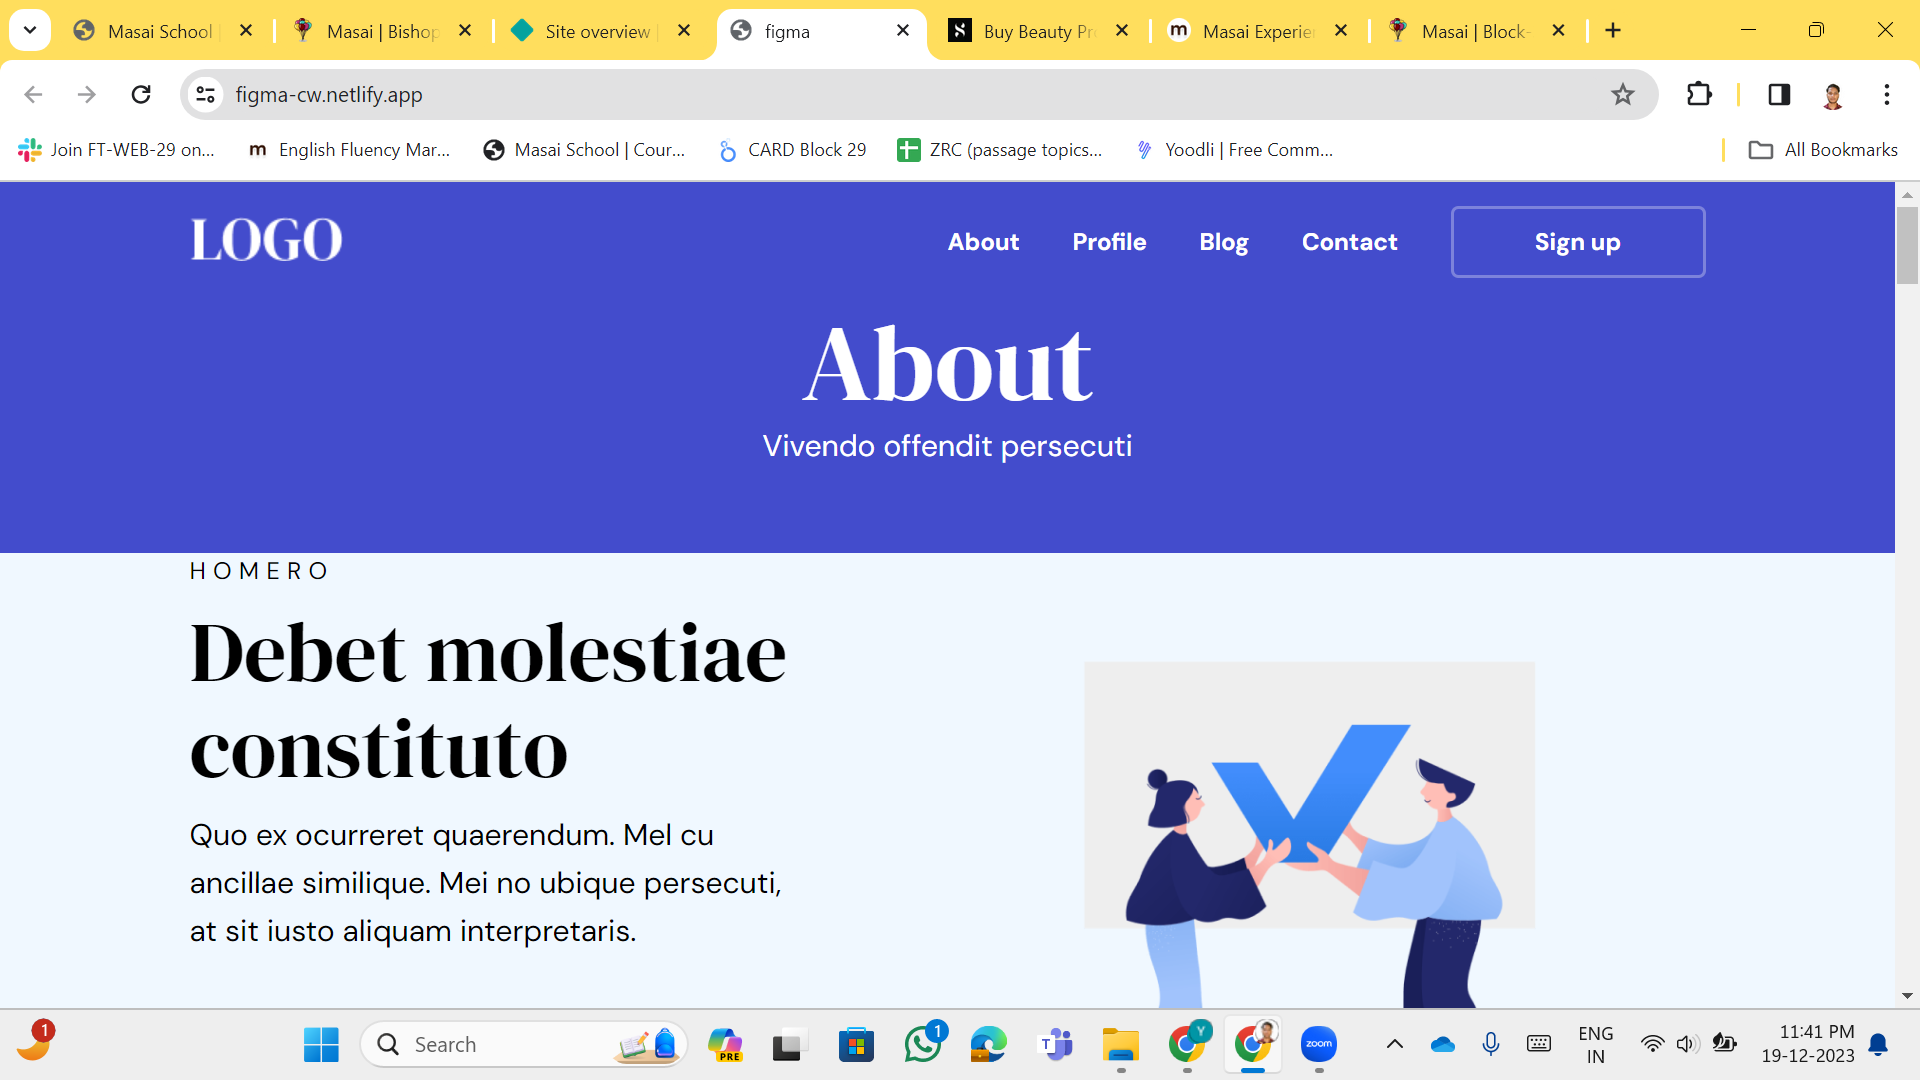 Masai School
Masai | Bishop
Site overview
figma
Buy Beauty Pr
Masai Experie
Masai | Block-
figma-cw.netlify.app
Join FT-WEB-29 on...
English Fluency Mar...
Masai School | Cour...
CARD Block 29
ZRC (passage topics...
Yoodli | Free Comm...
All Bookmarks
LOGO
About
Profile
Blog
Contact
Sign up
About
Vivendo offendit persecuti
HOMERO
Debet molestiae
constituto
Quo ex ocurreret quaerendum. Mel cu
ancillae similique. Mei no ubique persecuti,
at sit iusto aliquam interpretaris.
1
Search
PRE
1
T
Y
zoom
ENG
IN
11:41 PM
19-12-2023